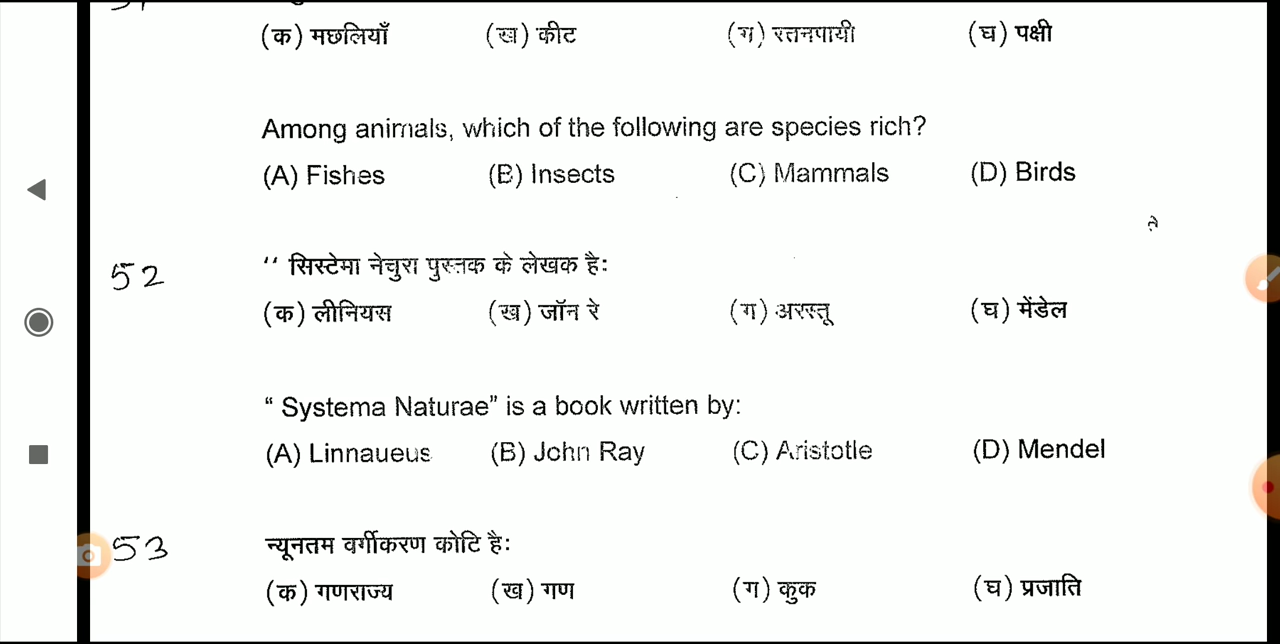 (क) मछलियाँ (ख) कीट (ग) स्तनपायी (घ) पक्षी
Among animals, which of the following are species rich?
(A) Fishes (B) Insects (C) Mammals (D) Birds
52 '' सिस्टेमा नेचुरा पुस्तक के लेखक है:
(क) लीनियस (ख) जॉन रे (ग) अरस्तू (घ) मेंडेल
“ Systema Naturae” is a book written by:
(A) Linnaueus (B) John Ray (C) Aristotle (D) Mendel
53 न्यूनतम वर्गीकरण कोटि है:
(क) गणराज्य (ख) गण (ग) कुक (घ) प्रजाति